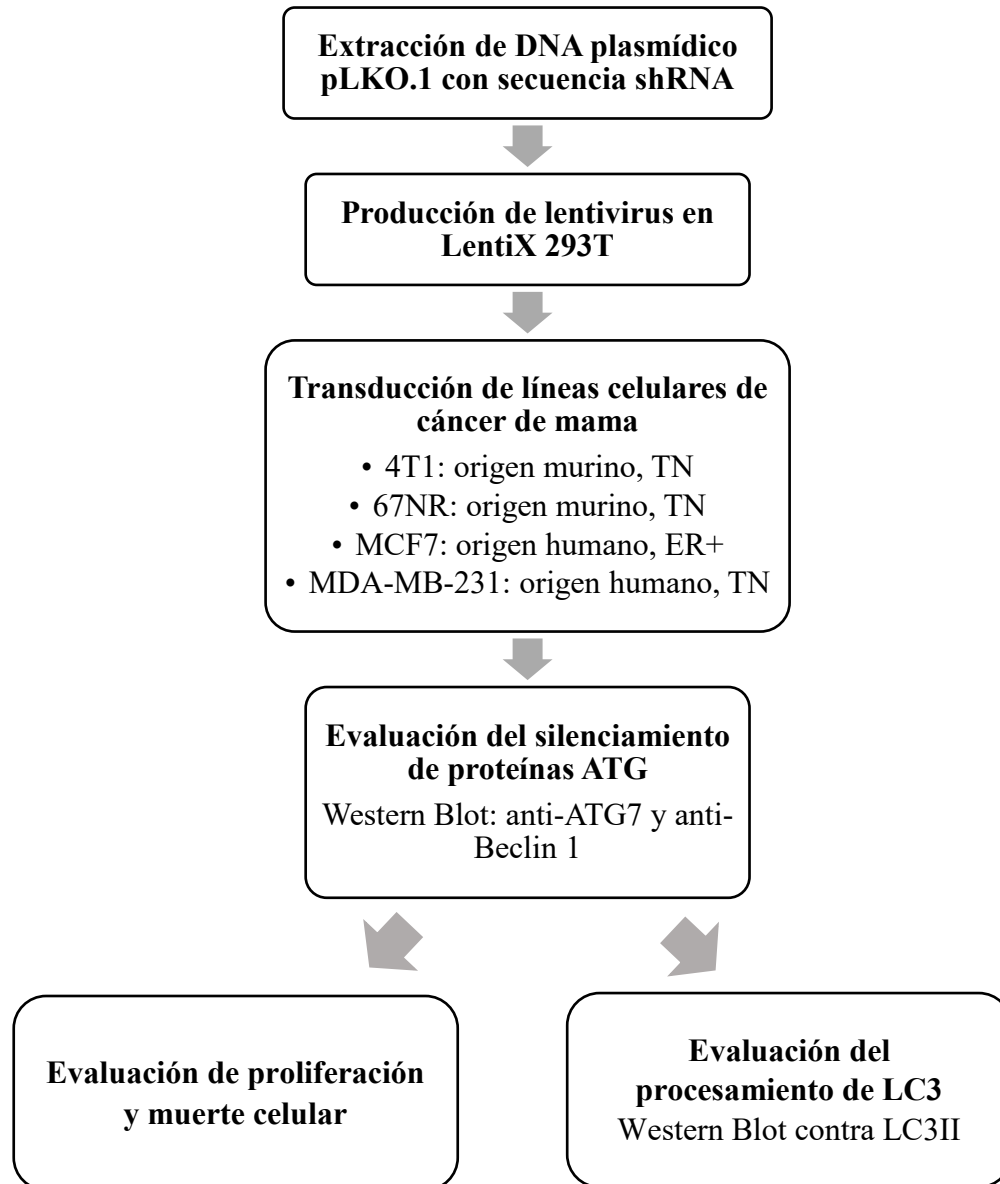 Extracción de DNA plasmídico
pLKO.1 con secuencia shRNA
Producción de lentivirus en
LentiX 293T
Transducción de líneas celulares de
cáncer de mama
• 4T1: origen murino, TN
• 67NR: origen murino, TN
• MCF7: origen humano, ER+
• MDA-MB-231: origen humano, TN
Evaluación del silenciamiento
de proteínas ATG
Western Blot: anti-ATG7 y anti-
Beclin 1
Evaluación de proliferación
y muerte celular
Evaluación del
procesamiento de LC3
Western Blot contra LC3II